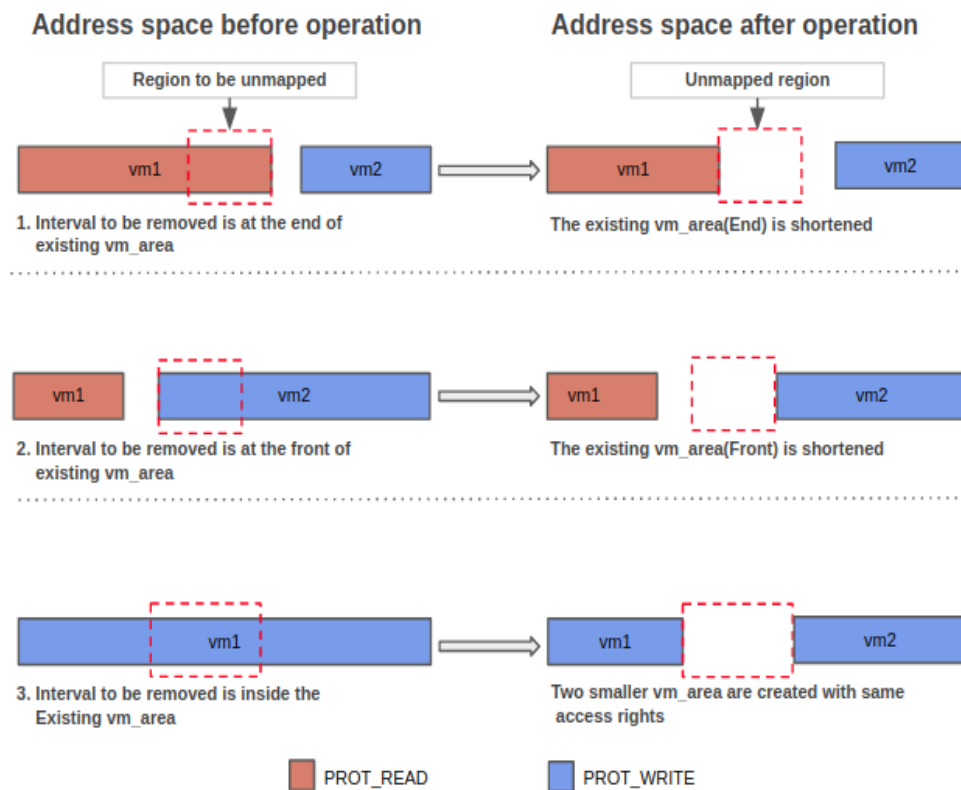 Address space before operation
Address space after operation
Region to be unmapped
Unmapped region
vm1
vm2
vm1
vm2
1. Interval to be removed is at the end of
existing vm_area
The existing vm_area(End) is shortened
vm1
vm2
vm1
vm2
2. Interval to be removed is at the front of
existing vm_area
The existing vm_area(Front) is shortened
vm1
vm1
vm2
3. Interval to be removed is inside the
Existing vm_area
Two smaller vm_area are created with same
access rights
PROT_READ
PROT_WRITE